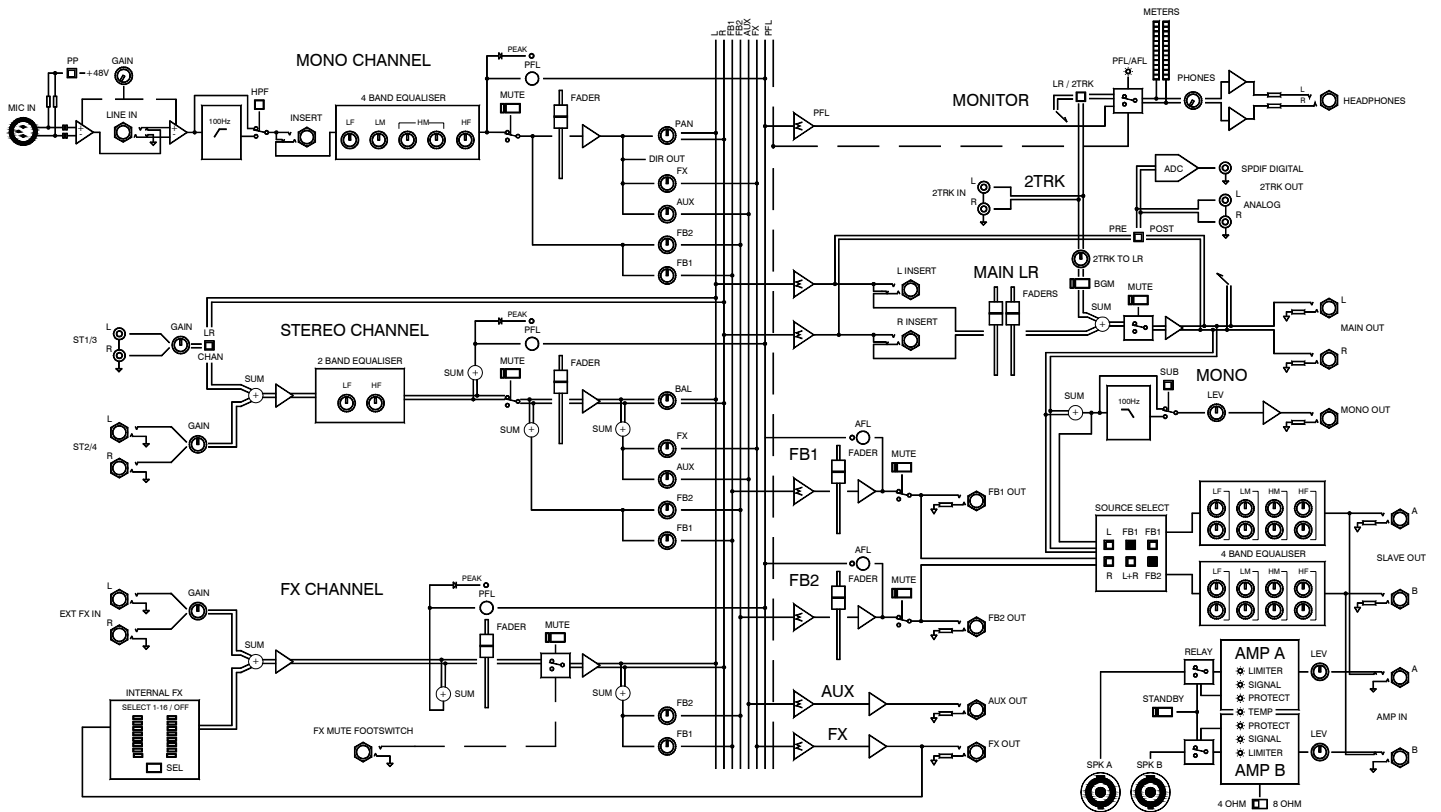 MONO CHANNEL
PP
+48V
GAIN
MIC IN
LINE IN
HPF
100Hz
INSERT
4 BAND EQUALISER
LF
LM
HM
HF
PEAK
PFL
MUTE
FADER
PAN
DIR OUT
FX
AUX
FB2
FB1
L
R
FB1
FB2
AUX
FX
PFL
STEREO CHANNEL
ST1/3
L
R
GAIN
LR
CHAN
ST2/4
L
R
GAIN
SUM
2 BAND EQUALISER
LF
HF
PEAK
PFL
SUM
MUTE
FADER
SUM
SUM
BAL
FX
AUX
FB2
FB1
FX CHANNEL
EXT FX IN
L
R
GAIN
SUM
INTERNAL FX
SELECT 1-16 / OFF
SEL
PEAK
PFL
FADER
SUM
MUTE
SUM
FX MUTE FOOTSWITCH
FB2
FB1
MONITOR
PFL
LR / 2TRK
PFL/AFL
METERS
PHONES
L
R
HEADPHONES
2TRK
2TRK IN
L
R
ADC
SPDIF DIGITAL
2TRK OUT
L
ANALOG
R
PRE
POST
2TRK TO LR
BGM
MAIN LR
L INSERT
R INSERT
FADERS
SUM
MUTE
L
MAIN OUT
R
MONO
SUM
100Hz
SUB
LEV
MONO OUT
FB1
AFL
FADER
MUTE
FB1 OUT
FB2
AFL
FADER
MUTE
FB2 OUT
AUX
AUX OUT
FX
FX OUT
SOURCE SELECT
L FB1 FB1
R L+R FB2
LF LM HM HF
4 BAND EQUALISER
LF LM HM HF
A
SLAVE OUT
B
RELAY
STANDBY
SPK A
SPK B
AMP A
LIMITER
SIGNAL
PROTECT
TEMP
PROTECT
SIGNAL
LIMITER
AMP B
4 OHM
8 OHM
LEV
LEV
A
AMP IN
B